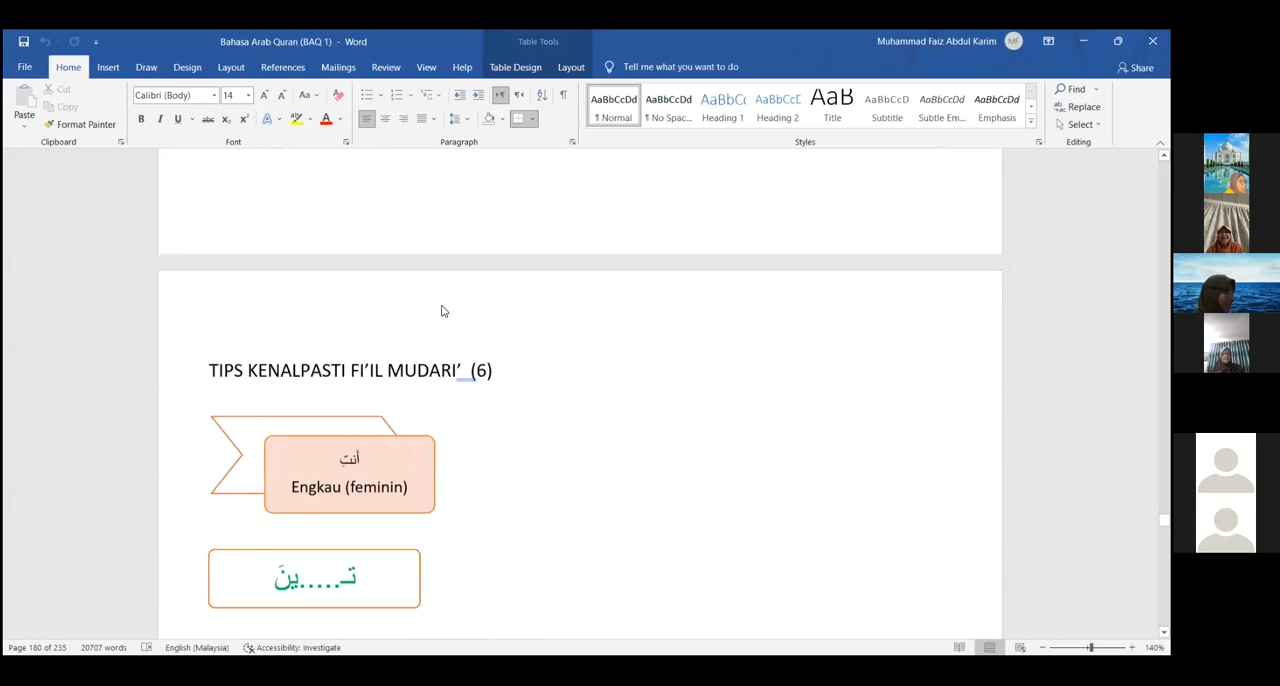 Bahasa Arab Quran (BAQ 1) - Word
Table Tools
Muhammad Faiz Abdul Karim
MF
File Home Insert Draw Design Layout References Mailings Review View Help Table Design Layout Tell me what you want to do Share
Paste
Cut
Copy
Format Painter
Clipboard
Calibri (Body) 14
Font
Paragraph
AaBbCcDd AaBbCcDd AaBbCc AaBbCcD AaB AaBbCcD AaBbCcDd AaBbCcDd
¶ Normal ¶ No Spac... Heading 1 Heading 2 Title Subtitle Subtle Em... Emphasis
Styles
Find
Replace
Select
Editing
TIPS KENALPASTI FI’IL MUDARI’ (6)
أنتِ
Engkau (feminin)
تـ.....ينَ
Page 180 of 235 20707 words English (Malaysia) Accessibility: Investigate 140%